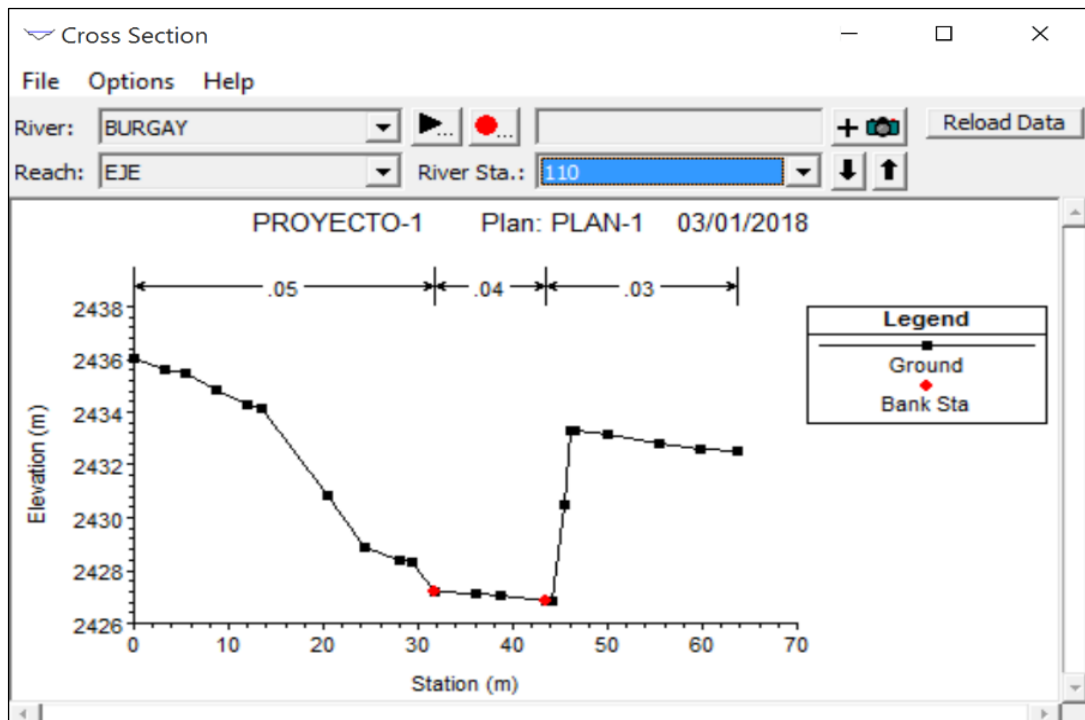 Cross Section
File Options Help
River: BURGAY ... ... + Reload Data
Reach: EJE River Sta.: 110
PROYECTO-1 Plan: PLAN-1 03/01/2018
.05 .04 .03
2438
2436
2434
2432
2430
2428
2426
Elevation (m)
0 10 20 30 40 50 60 70
Station (m)
Legend
Ground
Bank Sta